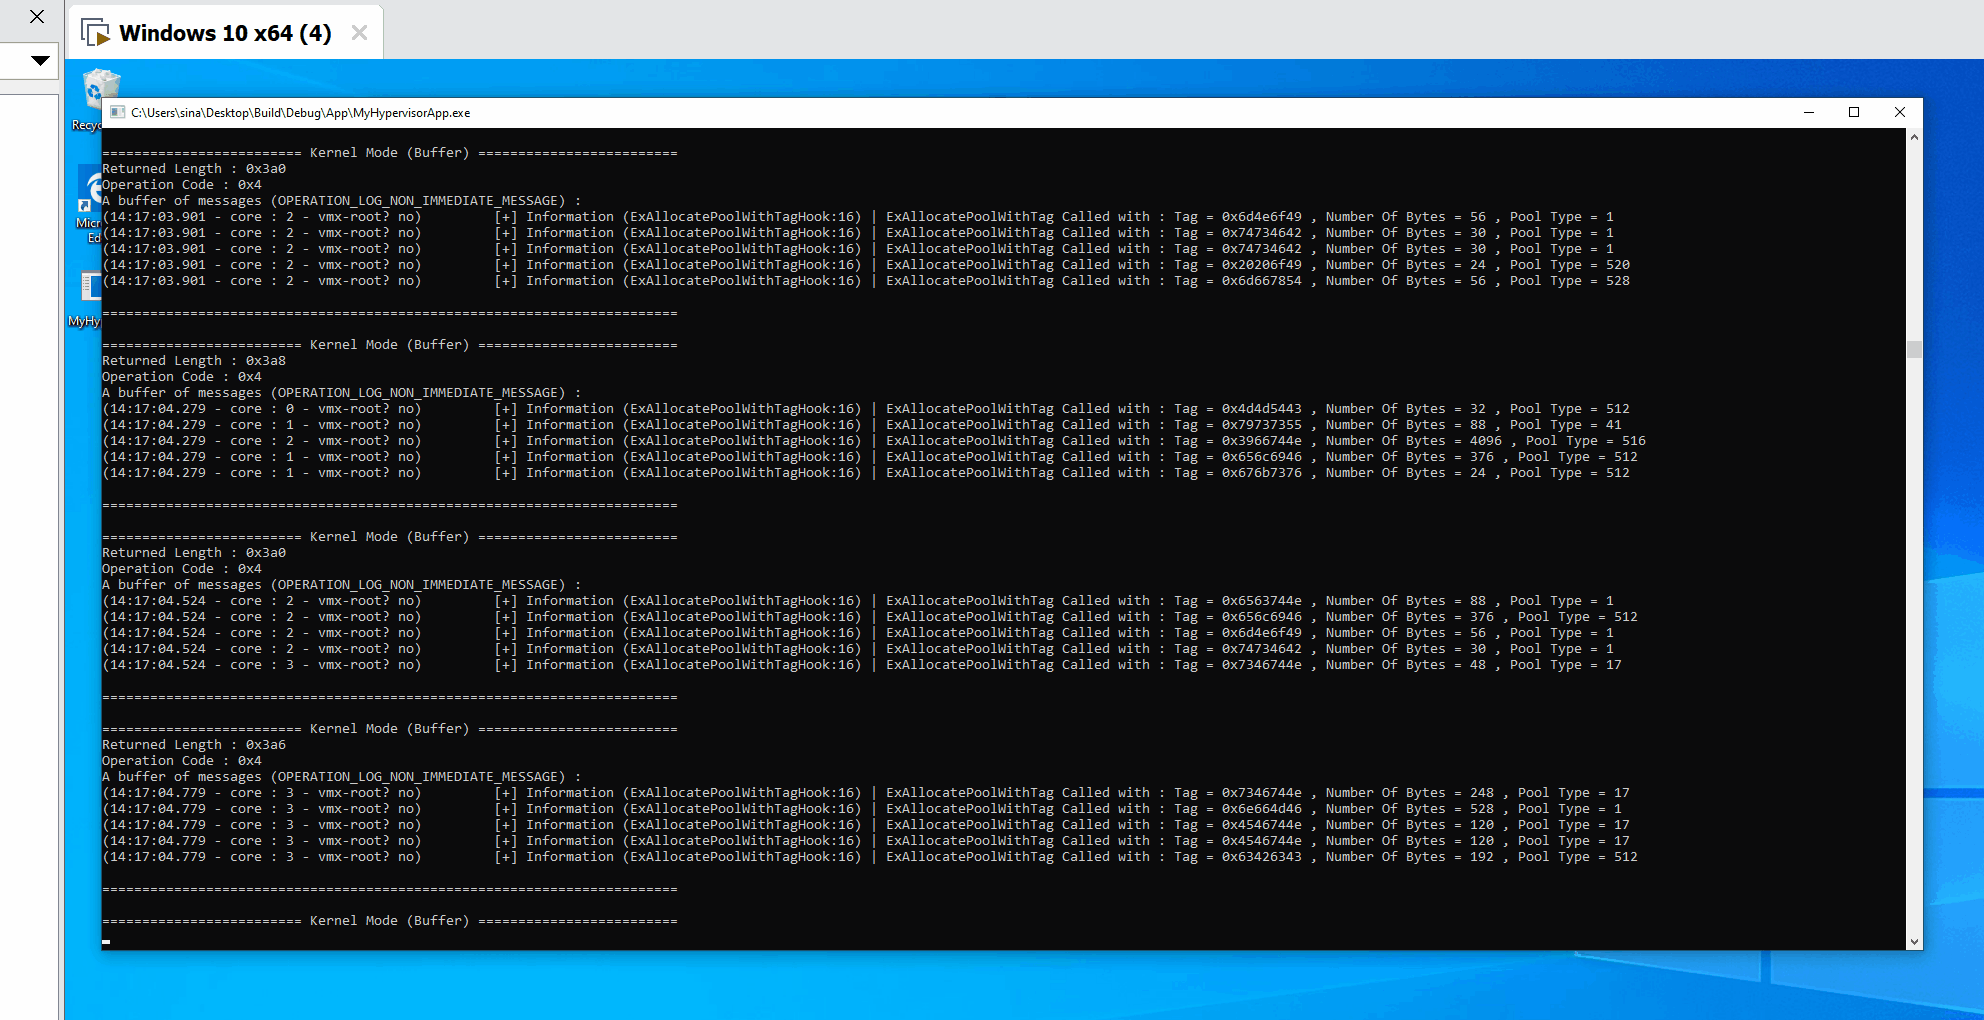 Windows 10 x64 (4)
C:\Users\sina\Desktop\Build\Debug\App\MyHypervisorApp.exe
Recyc
Micr
Ed
MyHy
========================= Kernel Mode (Buffer) =========================
Returned Length : 0x3a0
Operation Code : 0x4
A buffer of messages (OPERATION_LOG_NON_IMMEDIATE_MESSAGE) :
(14:17:03.901 - core : 2 - vmx-root? no)         [+] Information (ExAllocatePoolWithTagHook:16) | ExAllocatePoolWithTag Called with : Tag = 0x6d4e6f49 , Number Of Bytes = 56 , Pool Type = 1
(14:17:03.901 - core : 2 - vmx-root? no)         [+] Information (ExAllocatePoolWithTagHook:16) | ExAllocatePoolWithTag Called with : Tag = 0x74734642 , Number Of Bytes = 30 , Pool Type = 1
(14:17:03.901 - core : 2 - vmx-root? no)         [+] Information (ExAllocatePoolWithTagHook:16) | ExAllocatePoolWithTag Called with : Tag = 0x74734642 , Number Of Bytes = 30 , Pool Type = 1
(14:17:03.901 - core : 2 - vmx-root? no)         [+] Information (ExAllocatePoolWithTagHook:16) | ExAllocatePoolWithTag Called with : Tag = 0x20206f49 , Number Of Bytes = 24 , Pool Type = 520
(14:17:03.901 - core : 2 - vmx-root? no)         [+] Information (ExAllocatePoolWithTagHook:16) | ExAllocatePoolWithTag Called with : Tag = 0x6d667854 , Number Of Bytes = 56 , Pool Type = 528
========================================================================
========================= Kernel Mode (Buffer) =========================
Returned Length : 0x3a8
Operation Code : 0x4
A buffer of messages (OPERATION_LOG_NON_IMMEDIATE_MESSAGE) :
(14:17:04.279 - core : 0 - vmx-root? no)         [+] Information (ExAllocatePoolWithTagHook:16) | ExAllocatePoolWithTag Called with : Tag = 0x4d4d5443 , Number Of Bytes = 32 , Pool Type = 512
(14:17:04.279 - core : 1 - vmx-root? no)         [+] Information (ExAllocatePoolWithTagHook:16) | ExAllocatePoolWithTag Called with : Tag = 0x79737355 , Number Of Bytes = 88 , Pool Type = 41
(14:17:04.279 - core : 2 - vmx-root? no)         [+] Information (ExAllocatePoolWithTagHook:16) | ExAllocatePoolWithTag Called with : Tag = 0x3966744e , Number Of Bytes = 4096 , Pool Type = 516
(14:17:04.279 - core : 1 - vmx-root? no)         [+] Information (ExAllocatePoolWithTagHook:16) | ExAllocatePoolWithTag Called with : Tag = 0x656c6946 , Number Of Bytes = 376 , Pool Type = 512
(14:17:04.279 - core : 1 - vmx-root? no)         [+] Information (ExAllocatePoolWithTagHook:16) | ExAllocatePoolWithTag Called with : Tag = 0x676b7376 , Number Of Bytes = 24 , Pool Type = 512
========================================================================
========================= Kernel Mode (Buffer) =========================
Returned Length : 0x3a0
Operation Code : 0x4
A buffer of messages (OPERATION_LOG_NON_IMMEDIATE_MESSAGE) :
(14:17:04.524 - core : 2 - vmx-root? no)         [+] Information (ExAllocatePoolWithTagHook:16) | ExAllocatePoolWithTag Called with : Tag = 0x6563744e , Number Of Bytes = 88 , Pool Type = 1
(14:17:04.524 - core : 2 - vmx-root? no)         [+] Information (ExAllocatePoolWithTagHook:16) | ExAllocatePoolWithTag Called with : Tag = 0x656c6946 , Number Of Bytes = 376 , Pool Type = 512
(14:17:04.524 - core : 2 - vmx-root? no)         [+] Information (ExAllocatePoolWithTagHook:16) | ExAllocatePoolWithTag Called with : Tag = 0x6d4e6f49 , Number Of Bytes = 56 , Pool Type = 1
(14:17:04.524 - core : 2 - vmx-root? no)         [+] Information (ExAllocatePoolWithTagHook:16) | ExAllocatePoolWithTag Called with : Tag = 0x74734642 , Number Of Bytes = 30 , Pool Type = 1
(14:17:04.524 - core : 3 - vmx-root? no)         [+] Information (ExAllocatePoolWithTagHook:16) | ExAllocatePoolWithTag Called with : Tag = 0x7346744e , Number Of Bytes = 48 , Pool Type = 17
========================================================================
========================= Kernel Mode (Buffer) =========================
Returned Length : 0x3a6
Operation Code : 0x4
A buffer of messages (OPERATION_LOG_NON_IMMEDIATE_MESSAGE) :
(14:17:04.779 - core : 3 - vmx-root? no)         [+] Information (ExAllocatePoolWithTagHook:16) | ExAllocatePoolWithTag Called with : Tag = 0x7346744e , Number Of Bytes = 248 , Pool Type = 17
(14:17:04.779 - core : 3 - vmx-root? no)         [+] Information (ExAllocatePoolWithTagHook:16) | ExAllocatePoolWithTag Called with : Tag = 0x6e664d46 , Number Of Bytes = 528 , Pool Type = 1
(14:17:04.779 - core : 3 - vmx-root? no)         [+] Information (ExAllocatePoolWithTagHook:16) | ExAllocatePoolWithTag Called with : Tag = 0x4546744e , Number Of Bytes = 120 , Pool Type = 17
(14:17:04.779 - core : 3 - vmx-root? no)         [+] Information (ExAllocatePoolWithTagHook:16) | ExAllocatePoolWithTag Called with : Tag = 0x4546744e , Number Of Bytes = 120 , Pool Type = 17
(14:17:04.779 - core : 3 - vmx-root? no)         [+] Information (ExAllocatePoolWithTagHook:16) | ExAllocatePoolWithTag Called with : Tag = 0x63426343 , Number Of Bytes = 192 , Pool Type = 512
========================================================================
========================= Kernel Mode (Buffer) =========================